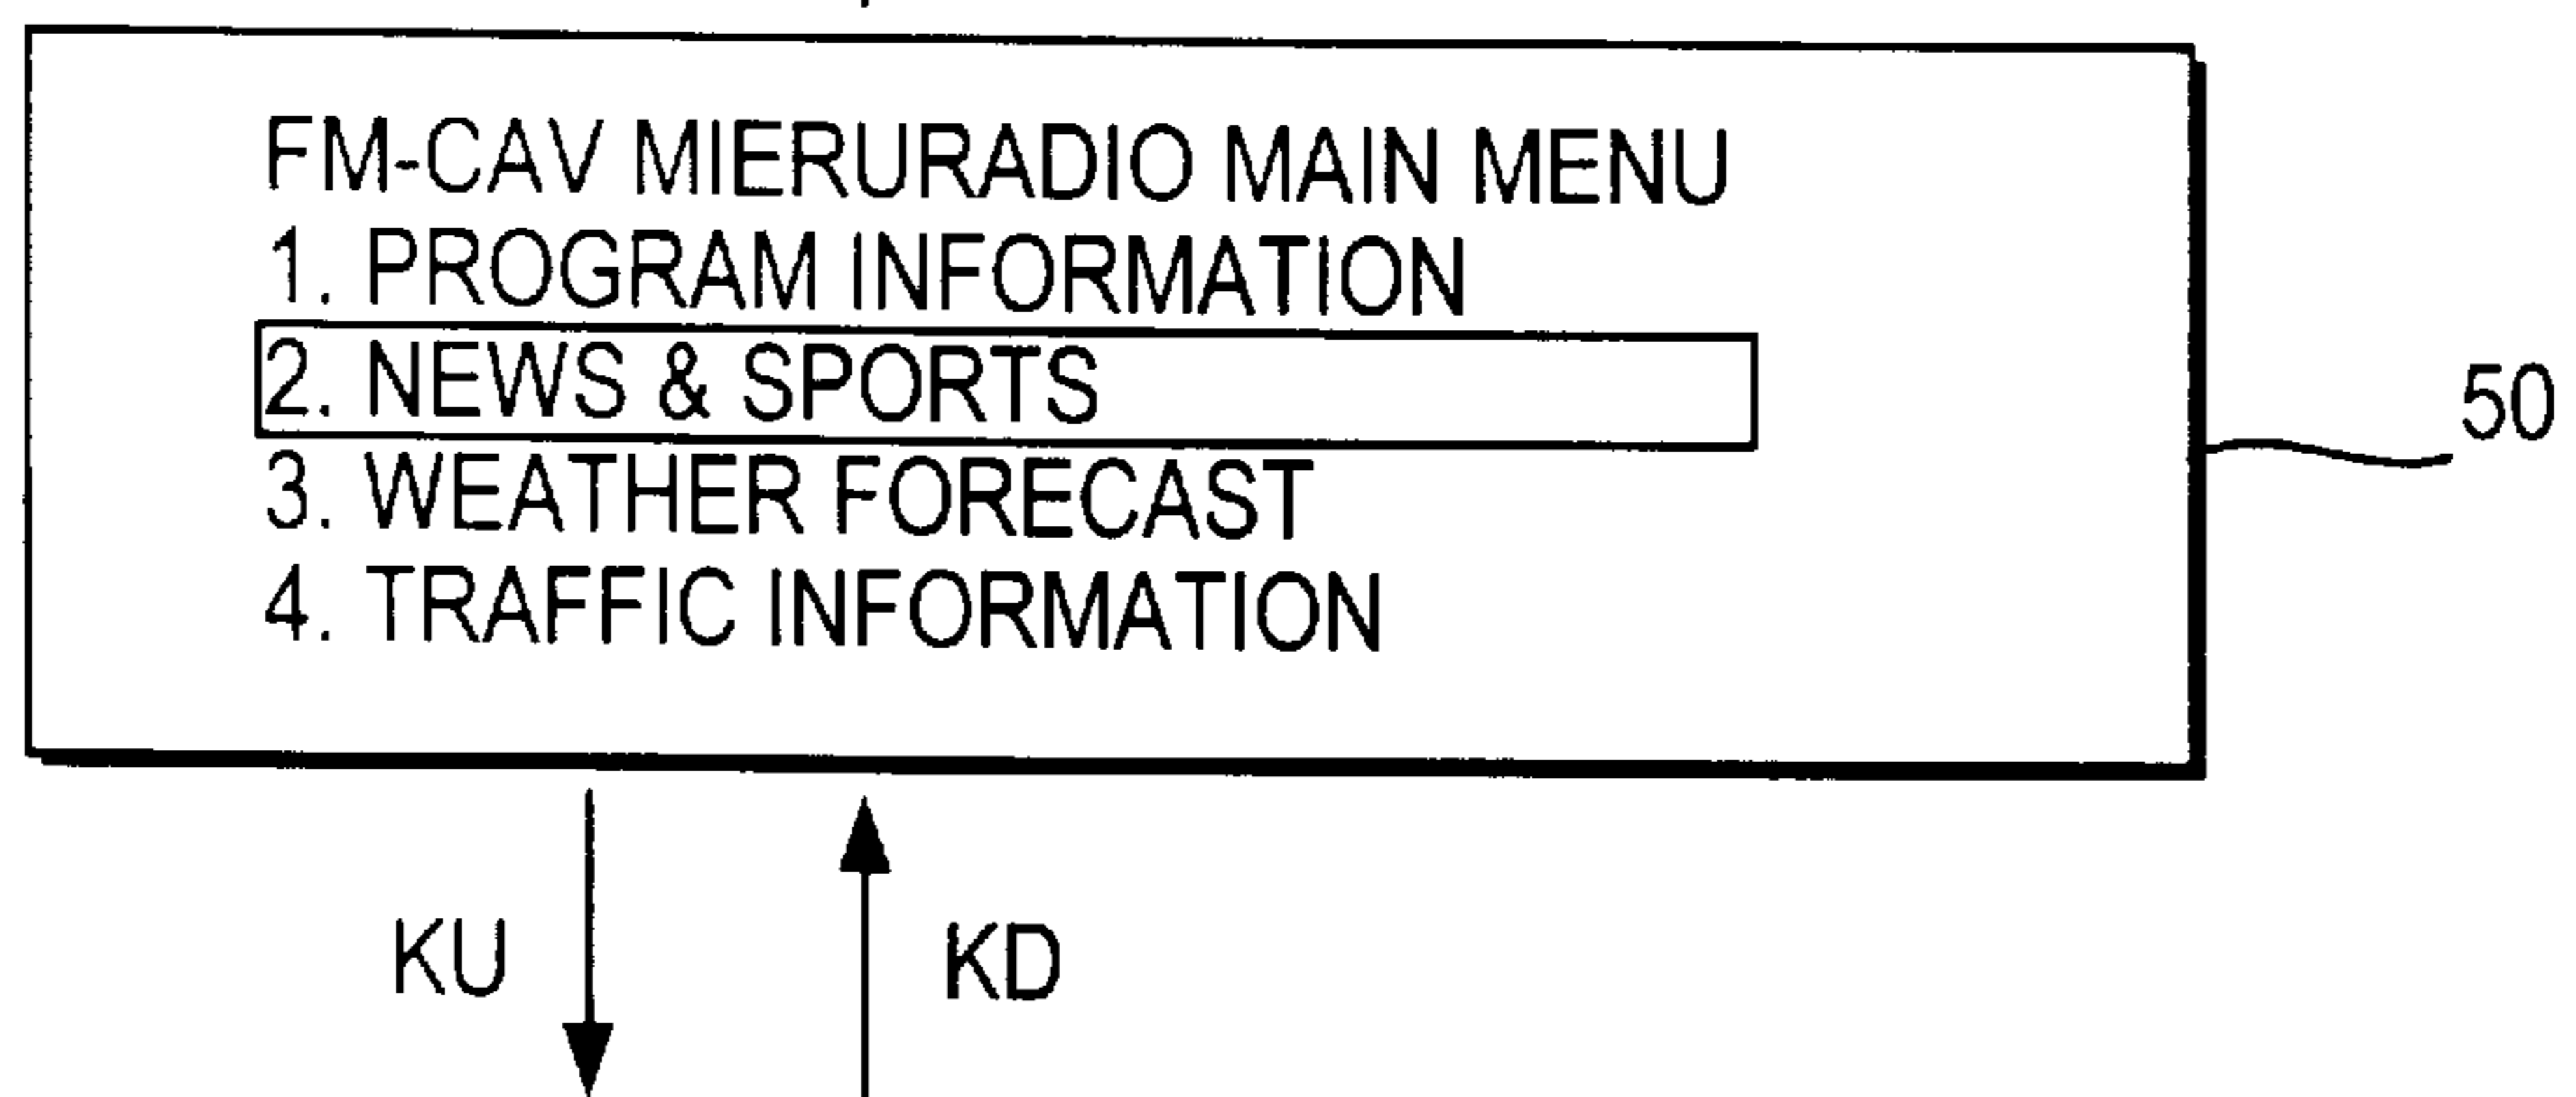 FM-CAV MIERURADIO MAIN MENU
1. PROGRAM INFORMATION
2. NEWS & SPORTS
3. WEATHER FORECAST
4. TRAFFIC INFORMATION
50
KU
KD